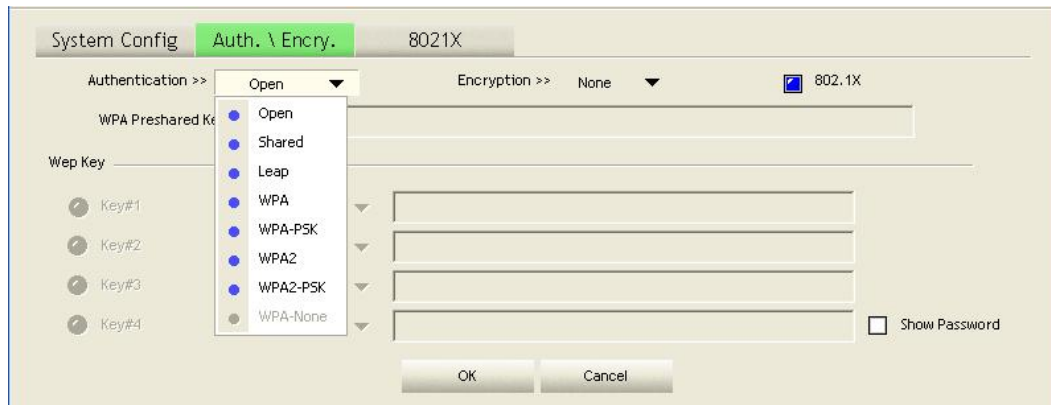 System Config Auth. \ Encry. 8021X
Authentication >> Open Encryption >> None 802.1X
WPA Preshared Ke
Open
Shared
Leap
WPA
WPA-PSK
WPA2
WPA2-PSK
WPA-None
Wep Key
Key#1
Key#2
Key#3
Key#4 Show Password
OK Cancel